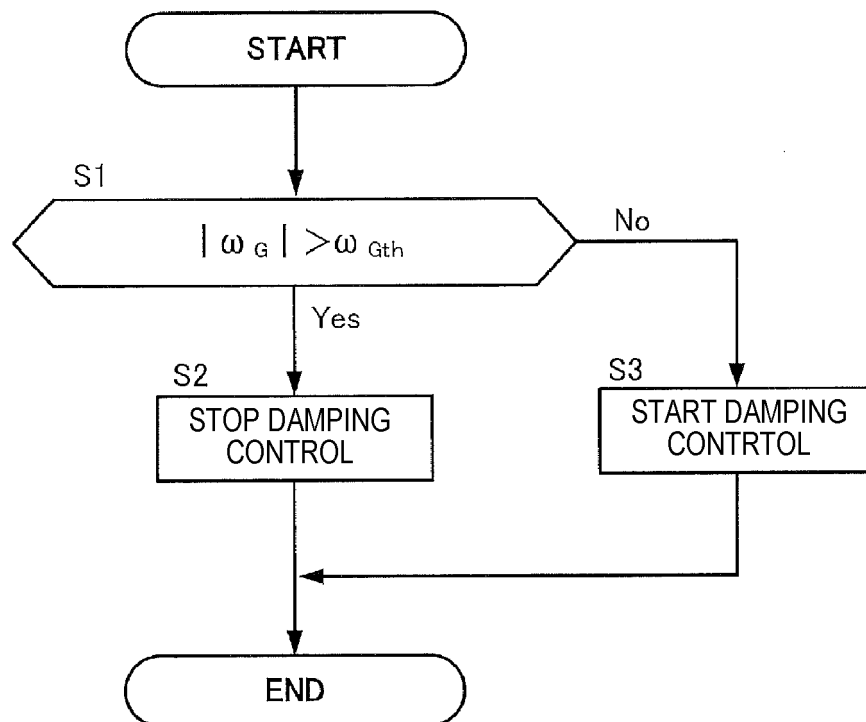 START
S1
| ω G | >ω Gth
No
Yes
S2
STOP DAMPING
CONTROL
S3
START DAMPING
CONTRTOL
END